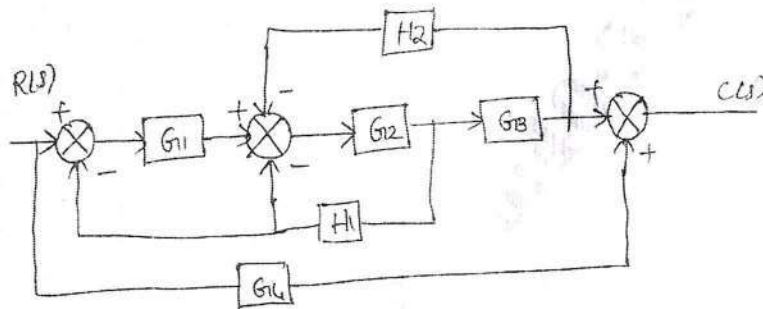 H2
R(s)
C(s)
+
-
+
+
-
G1
G2
G3
-
-
+
H1
G4